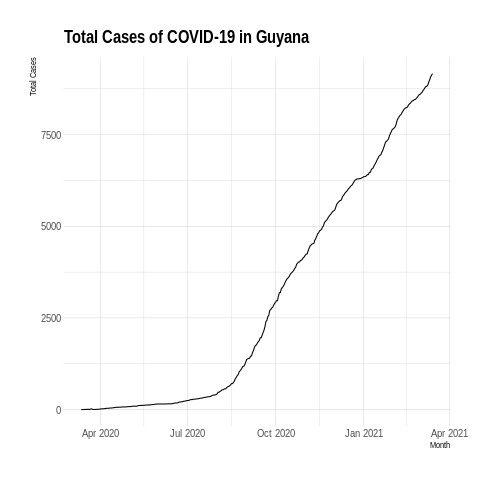 Total Cases of COVID-19 in Guyana
Total Cases
7500
5000
2500
0
Apr 2020 Jul 2020 Oct 2020 Jan 2021 Apr 2021
Month